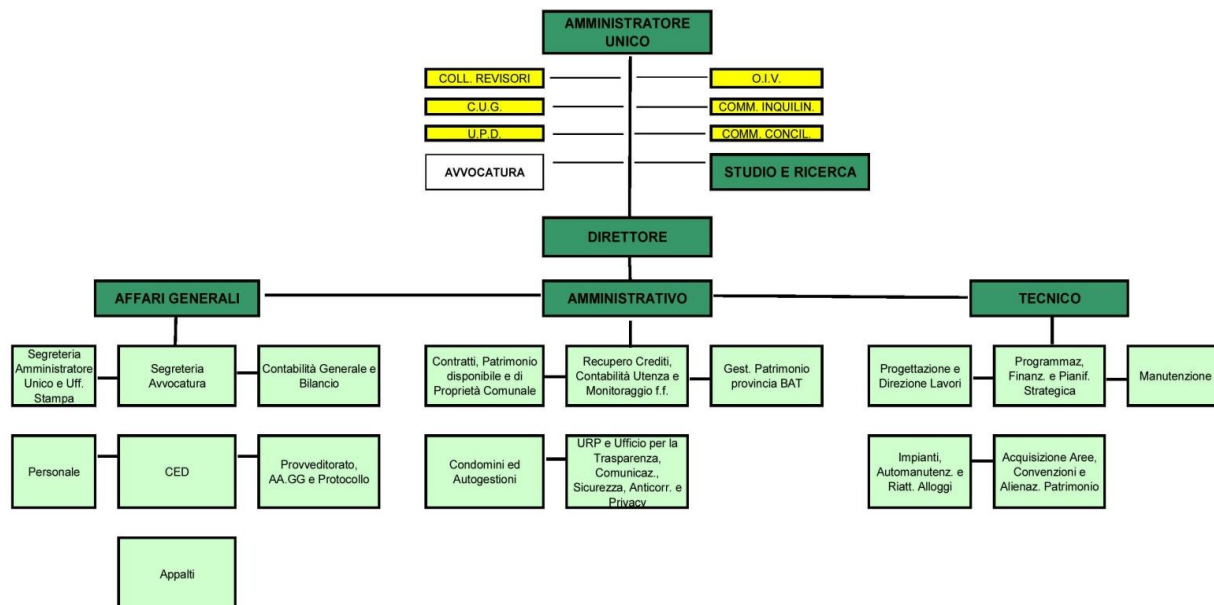 AMMINISTRATORE
UNICO
COLL. REVISORI
O.I.V.
C.U.G.
COMM. INQUILIN.
U.P.D.
COMM. CONCIL.
AVVOCATURA
STUDIO E RICERCA
DIRETTORE
AFFARI GENERALI
AMMINISTRATIVO
TECNICO
Segreteria
Amministratore
Unico e Uff.
Stampa
Segreteria
Avvocatura
Contabilità Generale e
Bilancio
Contratti, Patrimonio
disponibile e di
Proprietà Comunale
Recupero Crediti,
Contabilità Utenza e
Monitoraggio f.f.
Gest. Patrimonio
provincia BAT
Progettazione e
Direzione Lavori
Programmaz,
Finanz. e Pianif.
Strategica
Manutenzione
Personale
CED
Provveditorato,
AA.GG e Protocollo
Condomini ed
Autogestioni
URP e Ufficio per la
Trasparenza,
Comunicaz.,
Sicurezza, Anticorr. e
Privacy
Impianti,
Automanutenz. e
Riatt. Alloggi
Acquisizione Aree,
Convenzioni e
Alienaz. Patrimonio
Appalti